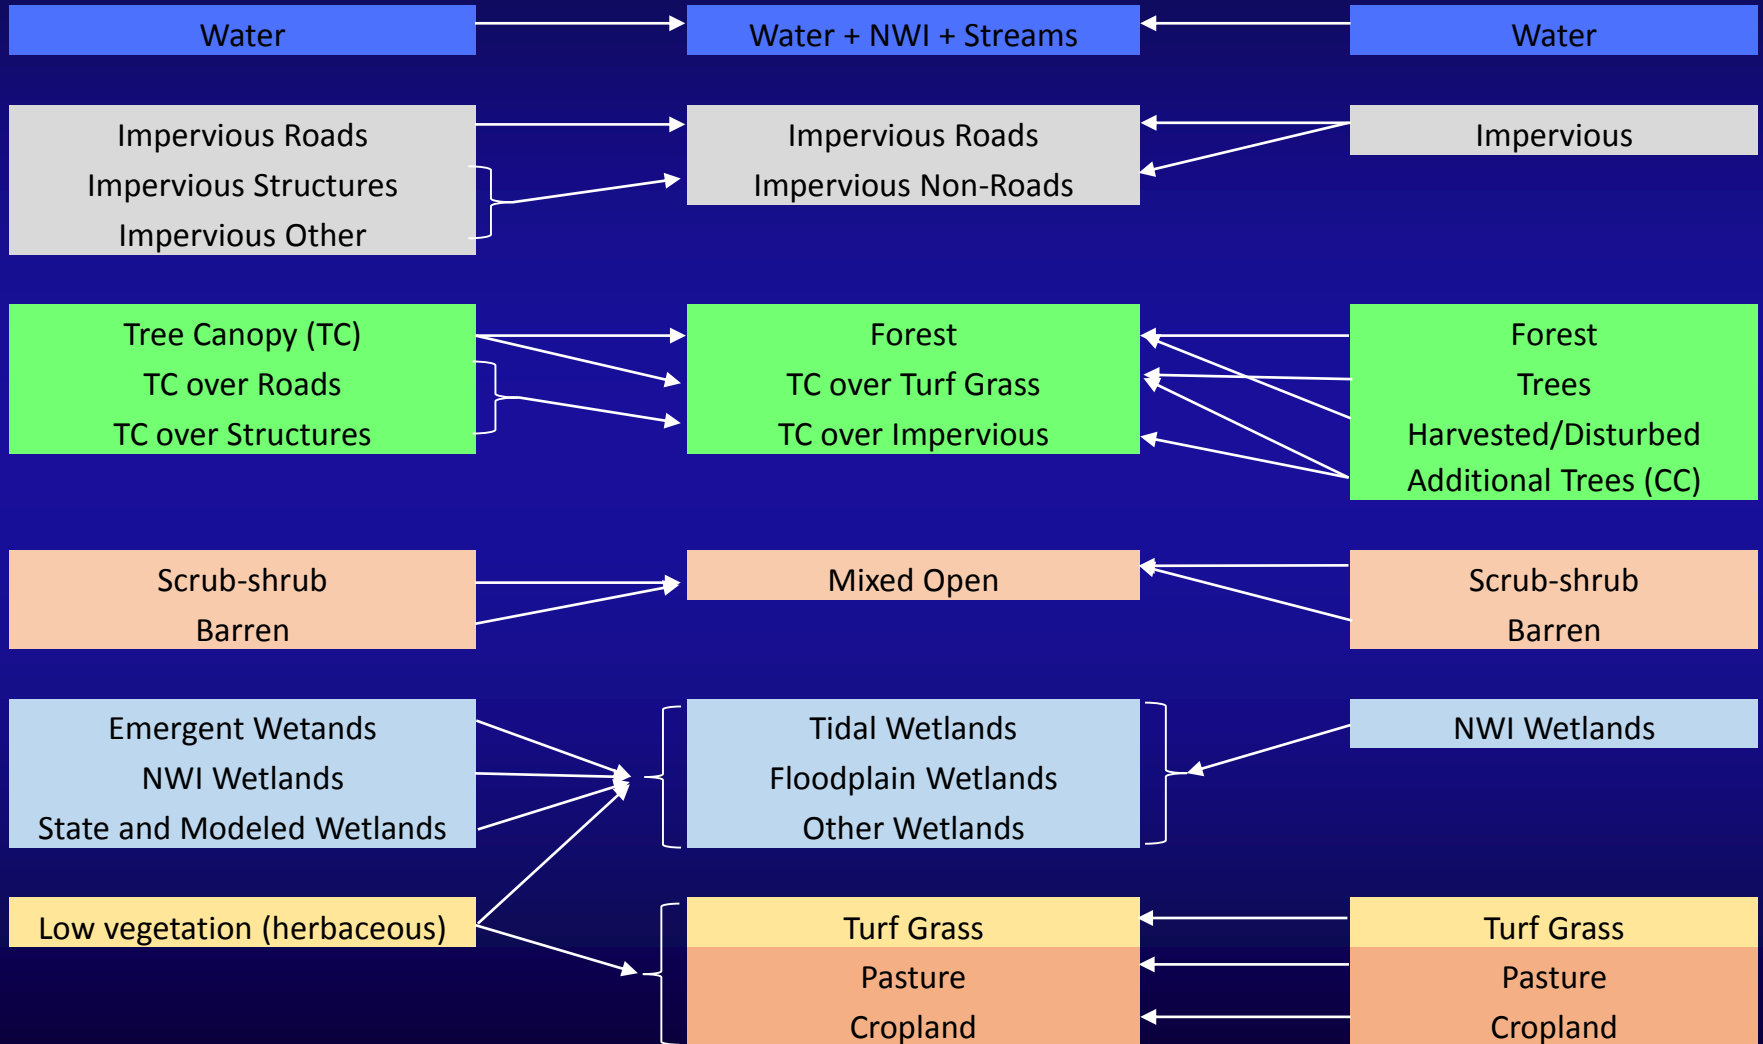 Water
Water + NWI + Streams
Water
Impervious Roads
Impervious Structures
Impervious Other
Impervious Roads
Impervious Non-Roads
Impervious
Tree Canopy (TC)
TC over Roads
TC over Structures
Forest
TC over Turf Grass
TC over Impervious
Forest
Trees
Harvested/Disturbed
Additional Trees (CC)
Scrub-shrub
Barren
Mixed Open
Scrub-shrub
Barren
Emergent Wetands
NWI Wetlands
State and Modeled Wetlands
Tidal Wetlands
Floodplain Wetlands
Other Wetlands
NWI Wetlands
Low vegetation (herbaceous)
Turf Grass
Pasture
Cropland
Turf Grass
Pasture
Cropland